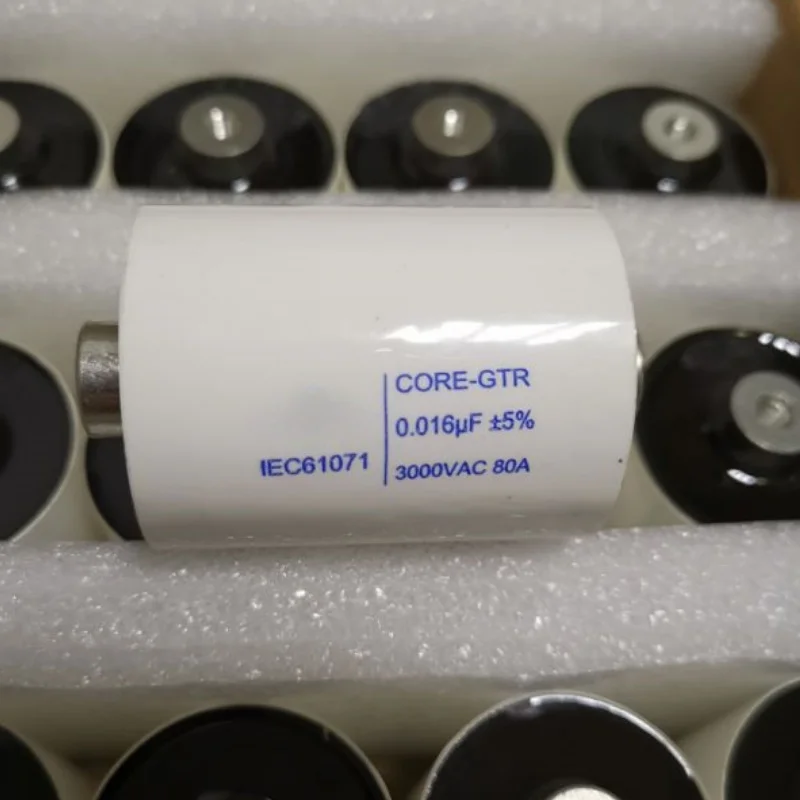 CORE-GTR
0.016µF ±5%
IEC61071
3000VAC 80A